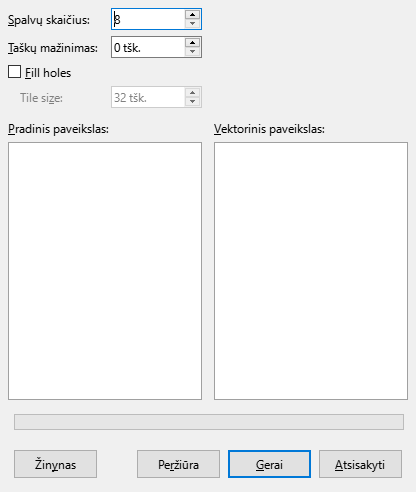 Spalvų skaičius: 8
Taškų mažinimas: 0 tšk.
Fill holes
Tile size: 32 tšk.
Pradinis paveikslas: Vektorinis paveikslas:
Žinynas Peržiūra Gerai Atsisakyti